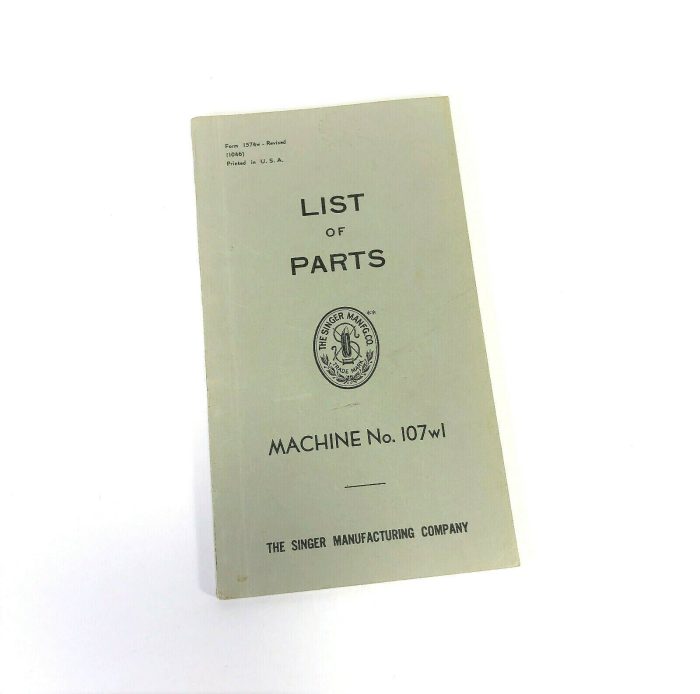 Form 1576w - Revised
(1046)
Printed in U. S. A.
LIST
OF
PARTS
**
THE SINGER MANFG. CO.
TRADE MARK
MACHINE No. 107w1
THE SINGER MANUFACTURING COMPANY